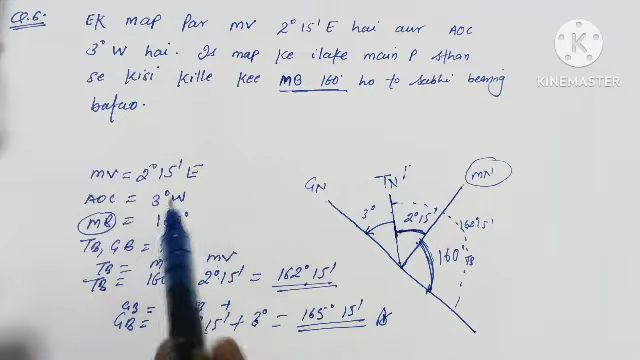 Q.6:
EK map Par MV 2° 15' E hai aur AOC
3° W hai. Is map ke ilake main P sthan
se kisi kille kee MB 160° ho to sabhi bearing
batao.
KINEMASTER
MV = 2° 15' E
AOC = 3° W
MB =
TB, GB =
TB = MV
TB = 160 2° 15' = 162° 15'
GB = +
GB = 15' + 3° = 165° 15'
GN
TN
MN
3°
2° 15'
162° 15'
TB
160°